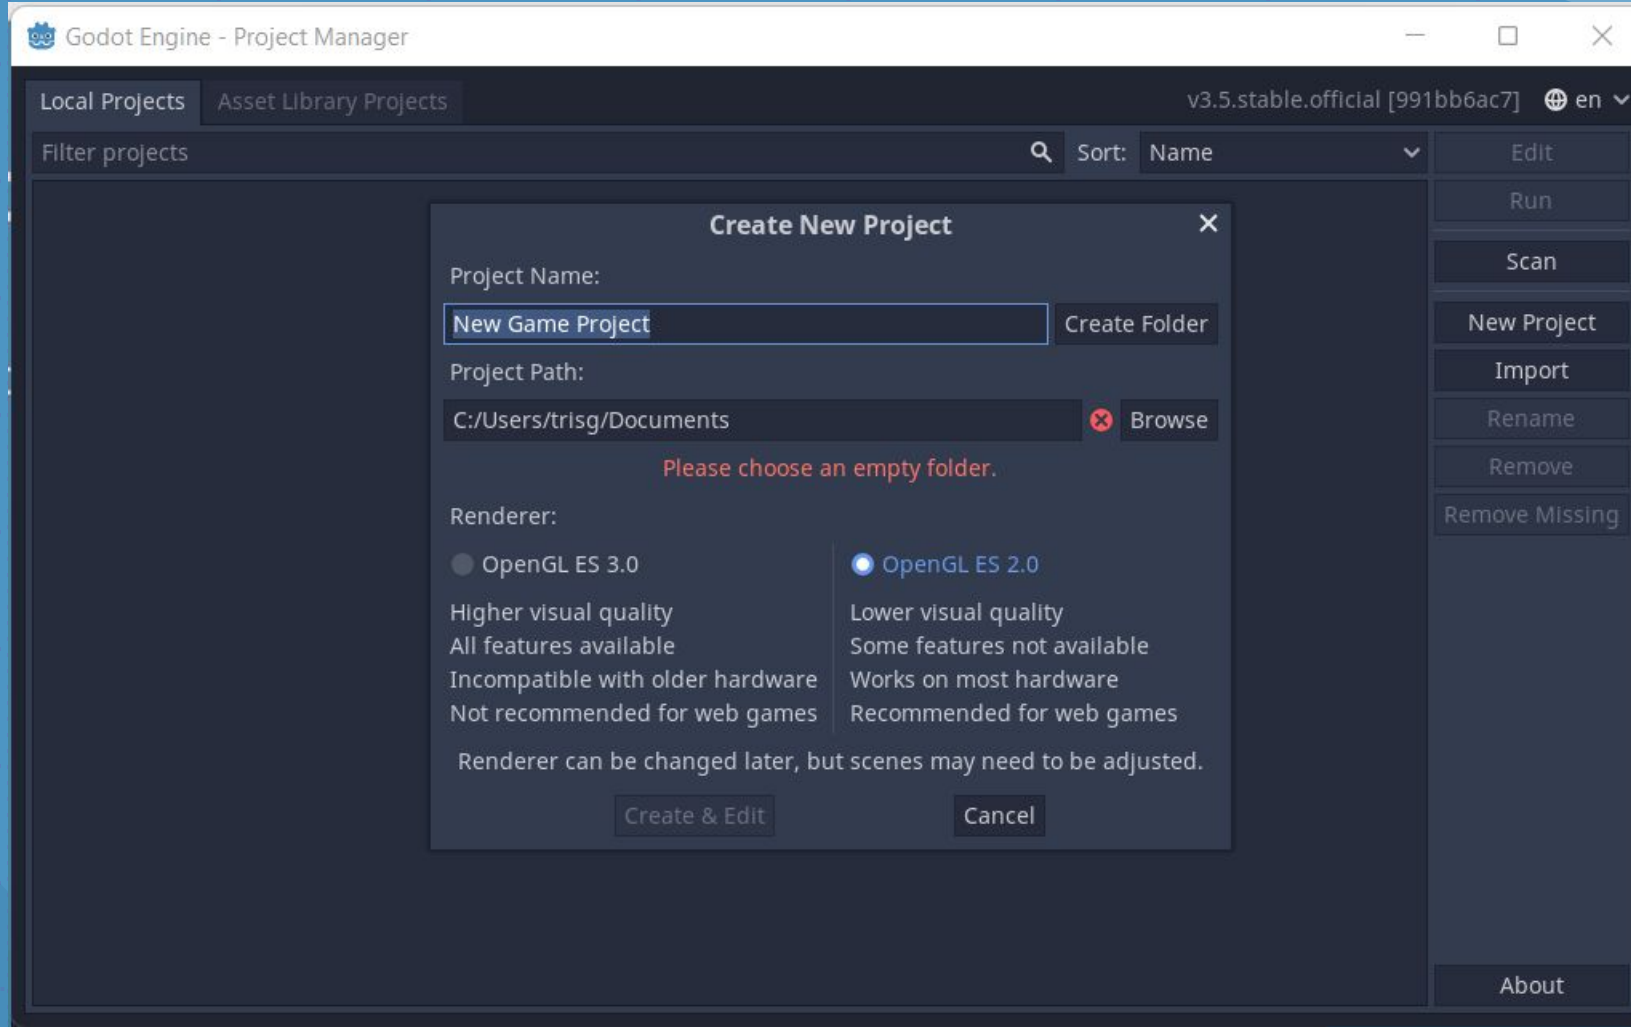 Godot Engine - Project Manager
Local Projects Asset Library Projects v3.5.stable.official [991bb6ac7] en
Filter projects Sort: Name Edit
Run
Scan
New Project
Import
Rename
Remove
Remove Missing
About
Create New Project
Project Name:
New Game Project Create Folder
Project Path:
C:/Users/trisg/Documents Browse
Please choose an empty folder.
Renderer:
OpenGL ES 3.0
Higher visual quality
All features available
Incompatible with older hardware
Not recommended for web games
OpenGL ES 2.0
Lower visual quality
Some features not available
Works on most hardware
Recommended for web games
Renderer can be changed later, but scenes may need to be adjusted.
Create & Edit Cancel